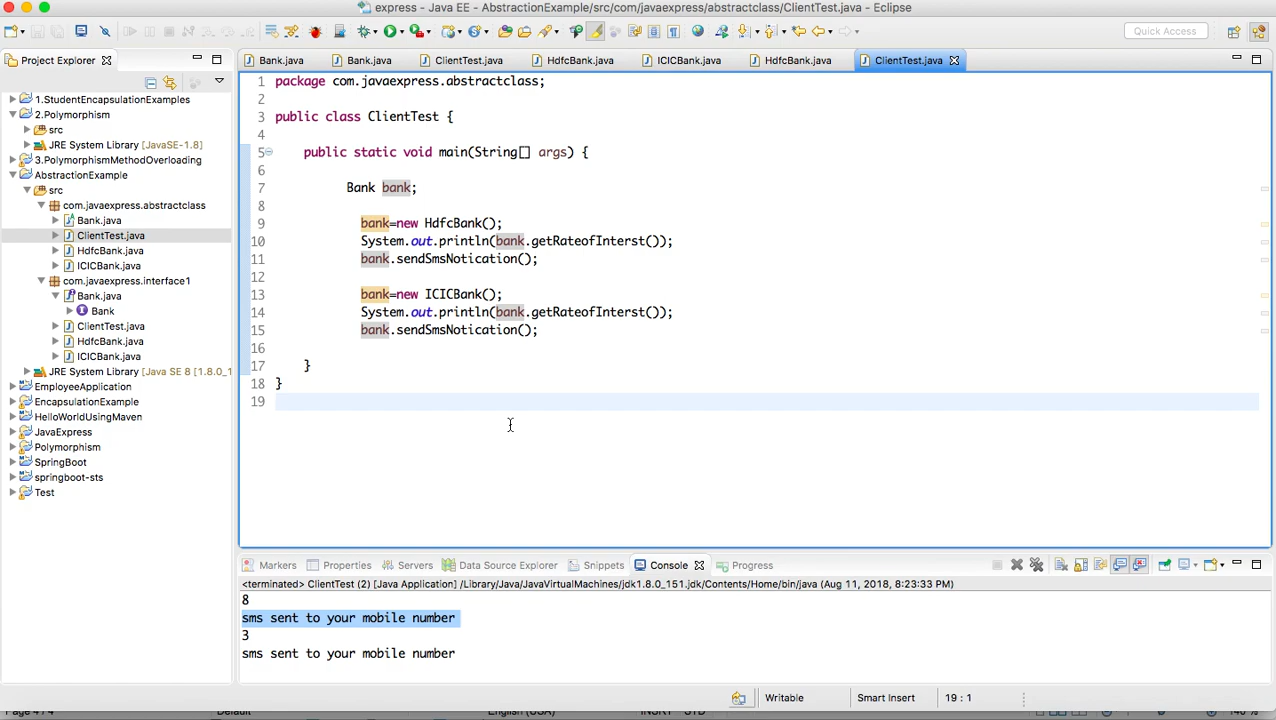 express - Java EE - AbstractionExample/src/com/javaexpress/abstractclass/ClientTest.java - Eclipse
Quick Access
Project Explorer
Bank.java
Bank.java
ClientTest.java
HdfcBank.java
ICICBank.java
HdfcBank.java
ClientTest.java
1.StudentEncapsulationExamples
2.Polymorphism
src
JRE System Library [JavaSE-1.8]
3.PolymorphismMethodOverloading
AbstractionExample
src
com.javaexpress.abstractclass
Bank.java
ClientTest.java
HdfcBank.java
ICICBank.java
com.javaexpress.interface1
Bank.java
Bank
ClientTest.java
HdfcBank.java
ICICBank.java
JRE System Library [Java SE 8 [1.8.0_1
EmployeeApplication
EncapsulationExample
HelloWorldUsingMaven
JavaExpress
Polymorphism
SpringBoot
springboot-sts
Test
1 package com.javaexpress.abstractclass;
2
3 public class ClientTest {
4
5 public static void main(String[] args) {
6
7 Bank bank;
8
9 bank=new HdfcBank();
10 System.out.println(bank.getRateofInterst());
11 bank.sendSmsNotication();
12
13 bank=new ICICBank();
14 System.out.println(bank.getRateofInterst());
15 bank.sendSmsNotication();
16
17 }
18 }
19
Markers Properties Servers Data Source Explorer Snippets Console Progress
<terminated> ClientTest (2) [Java Application] /Library/Java/JavaVirtualMachines/jdk1.8.0_151.jdk/Contents/Home/bin/java (Aug 11, 2018, 8:23:33 PM)
8
sms sent to your mobile number
3
sms sent to your mobile number
Writable Smart Insert 19 : 1